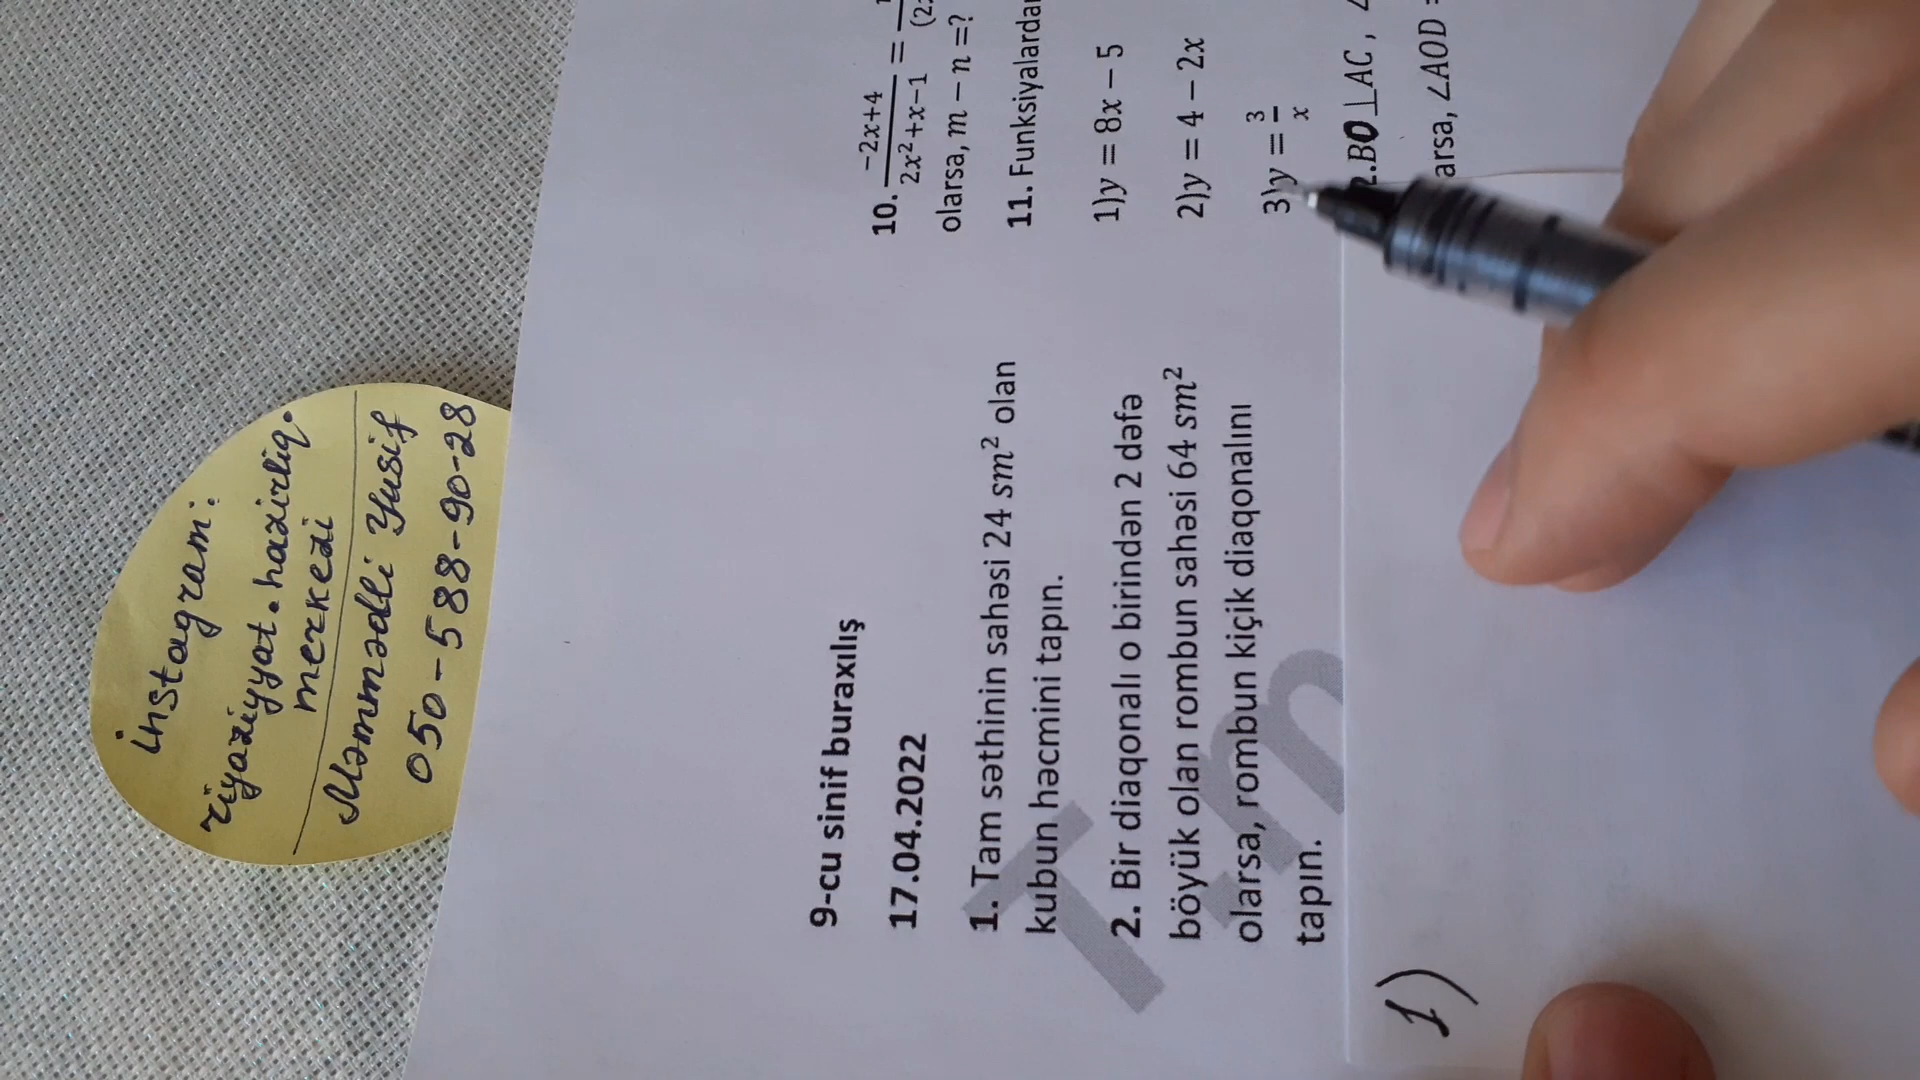 instagram:
riyaziyyat.hazirliq.
merkezi
Məmmədli Yusif
050-588-90-28
9-cu sinif buraxılış
17.04.2022
1. Tam səthinin sahəsi 24 sm² olan
kubun həcmini tapın.
2. Bir diaqonalı o birindən 2 dəfə
böyük olan rombun sahəsi 64 sm²
olarsa, rombun kiçik diaqonalını
tapın.
T.m
10. (-2x+4)/(2x²+x-1) =
olarsa, m − n =?
11. Funksiyalardan
1)y = 8x − 5
2)y = 4 − 2x
3)y = 3/x
.BO⊥AC,
arsa, ∠AOD =
1)